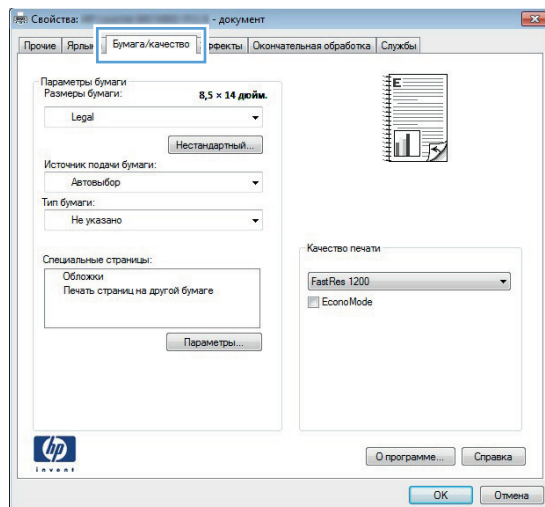 Свойства: - документ
Прочие Бумага/качество Окончательная обработка Службы
Параметры бумаги
Размеры бумаги: 8,5 × 14 дюйм.
Legal
Нестандартный...
Источник подачи бумаги:
Автовыбор
Тип бумаги:
Не указано
Специальные страницы:
Обложки
Печать страниц на другой бумаге
Параметры...
E
Качество печати
FastRes 1200
EconoMode
hp
invent
О программе... Справка
OK Отмена